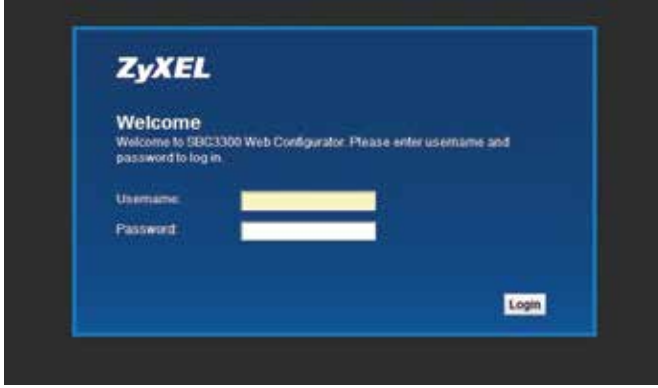 ZyXEL
Welcome
Welcome to SBG3300 Web Configurator. Please enter username and
password to log in.
Username:
Password:
Login